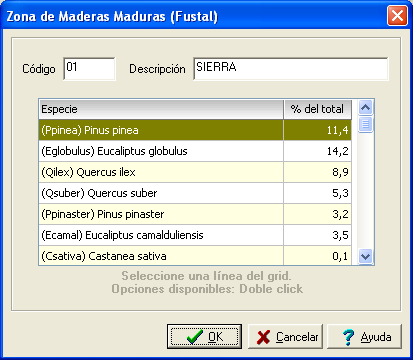 Zona de Maderas Maduras (Fustal)
Código 01 Descripción SIERRA
Especie % del total
(Ppinea) Pinus pinea 11,4
(Eglobulus) Eucaliptus globulus 14,2
(Qilex) Quercus ilex 8,9
(Qsuber) Quercus suber 5,3
(Ppinaster) Pinus pinaster 3,2
(Ecamal) Eucaliptus camalduliensis 3,5
(Csativa) Castanea sativa 0,1
Seleccione una línea del grid.
Opciones disponibles: Doble click
OK Cancelar Ayuda